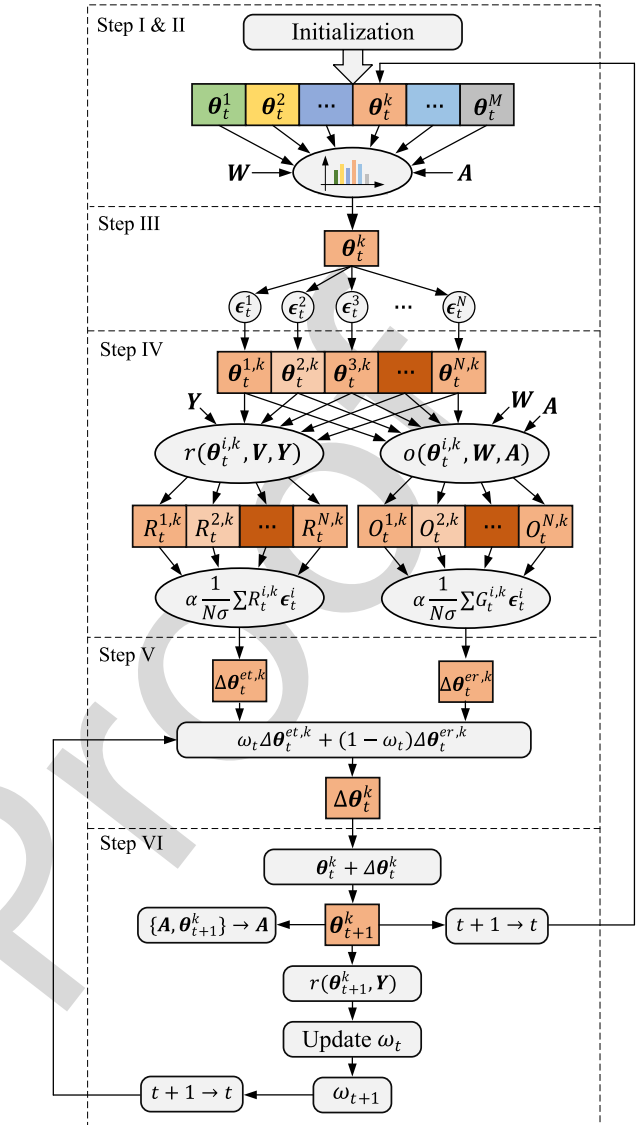 Step I & II
Initialization
θ_t^1 θ_t^2 ··· θ_t^k ··· θ_t^M
W A
Step III
θ_t^k
ϵ_t^1 ϵ_t^2 ϵ_t^3 ··· ϵ_t^N
Step IV
θ_t^{1,k} θ_t^{2,k} θ_t^{3,k} ··· θ_t^{N,k}
Y W A
r(θ_t^{i,k}, V, Y) o(θ_t^{i,k}, W, A)
R_t^{1,k} R_t^{2,k} ··· R_t^{N,k} O_t^{1,k} O_t^{2,k} ··· O_t^{N,k}
α 1/(Nσ) ∑R_t^{i,k} ϵ_t^i α 1/(Nσ) ∑G_t^{i,k} ϵ_t^i
Step V
Δθ_t^{et,k} Δθ_t^{er,k}
ω_t Δθ_t^{et,k} + (1 − ω_t)Δθ_t^{er,k}
Δθ_t^k
Step VI
θ_t^k + Δθ_t^k
{A, θ_{t+1}^k} → A θ_{t+1}^k t + 1 → t
r(θ_{t+1}^k, Y)
Update ω_t
t + 1 → t ω_{t+1}
Proof